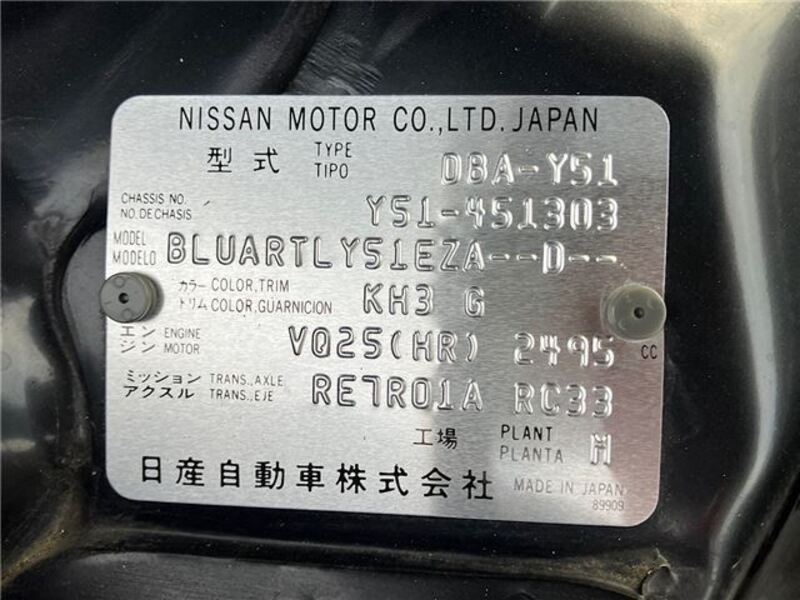 NISSAN MOTOR CO.,LTD. JAPAN
型式 TYPE TIPO DBA-Y51
CHASSIS NO. NO. DE CHASIS Y51-451303
MODEL MODELO BLUARTLY51EZA--D--
カラー COLOR, TRIM
トリム COLOR, GUARNICION KH3 G
エン ENGINE
ジン MOTOR VQ25(HR) 2495 CC
ミッション TRANS., AXLE
アクスル TRANS., EJE RE7R01A RC33
工場 PLANT PLANTA M
日産自動車株式会社 MADE IN JAPAN
89909